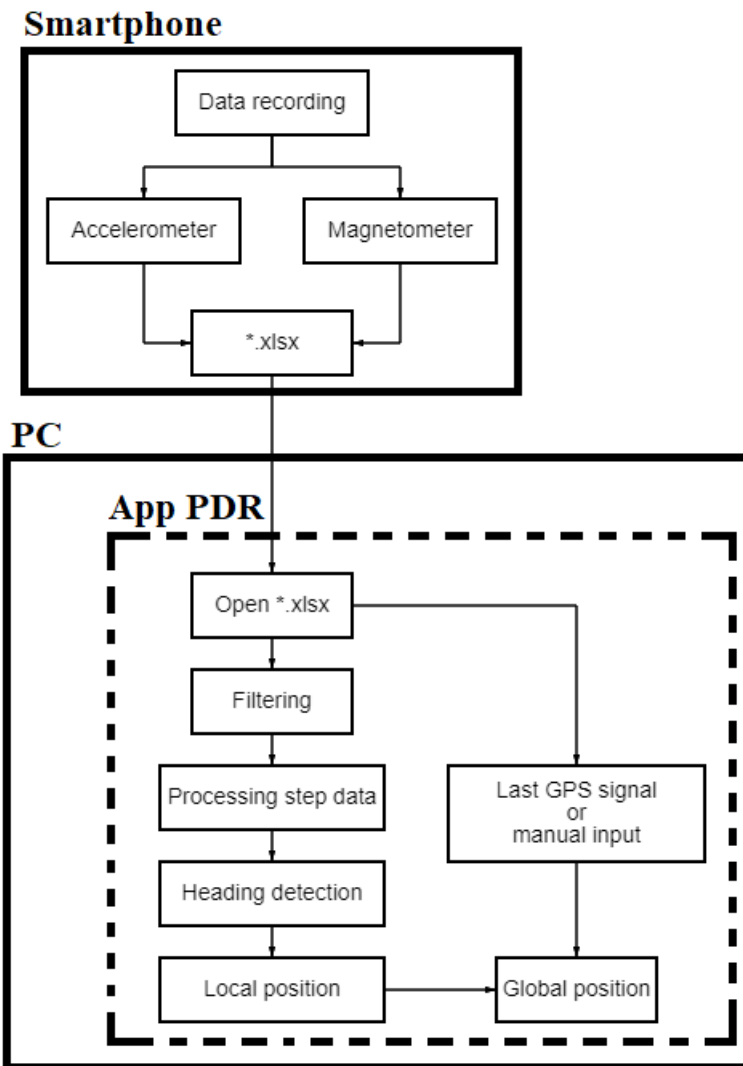 Smartphone
Data recording
Accelerometer
Magnetometer
*.xlsx
PC
App PDR
Open *.xlsx
Filtering
Processing step data
Last GPS signal
or
manual input
Heading detection
Local position
Global position